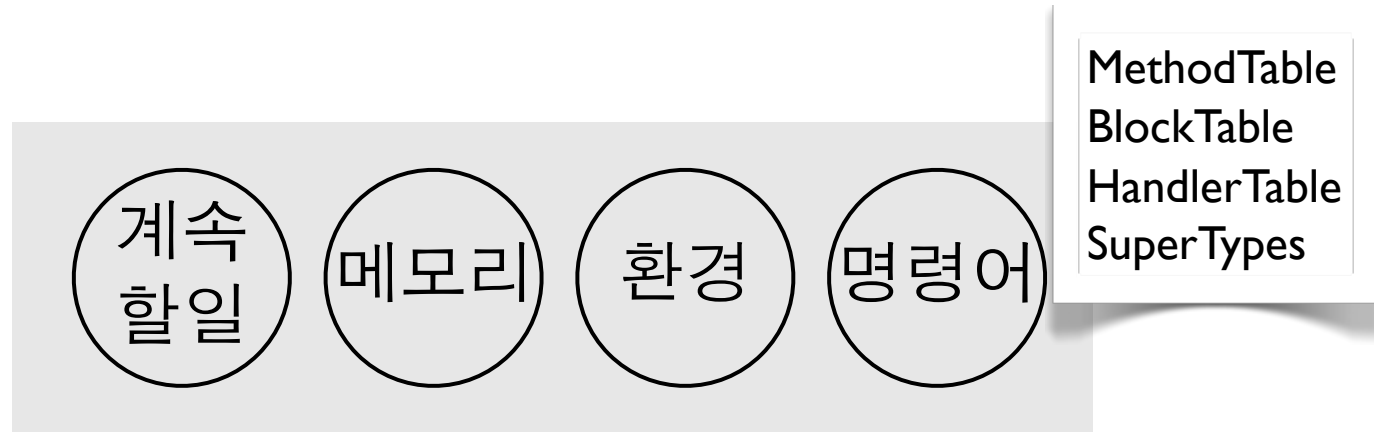 계속
할일
메모리
환경
명령어
MethodTable
BlockTable
HandlerTable
SuperTypes